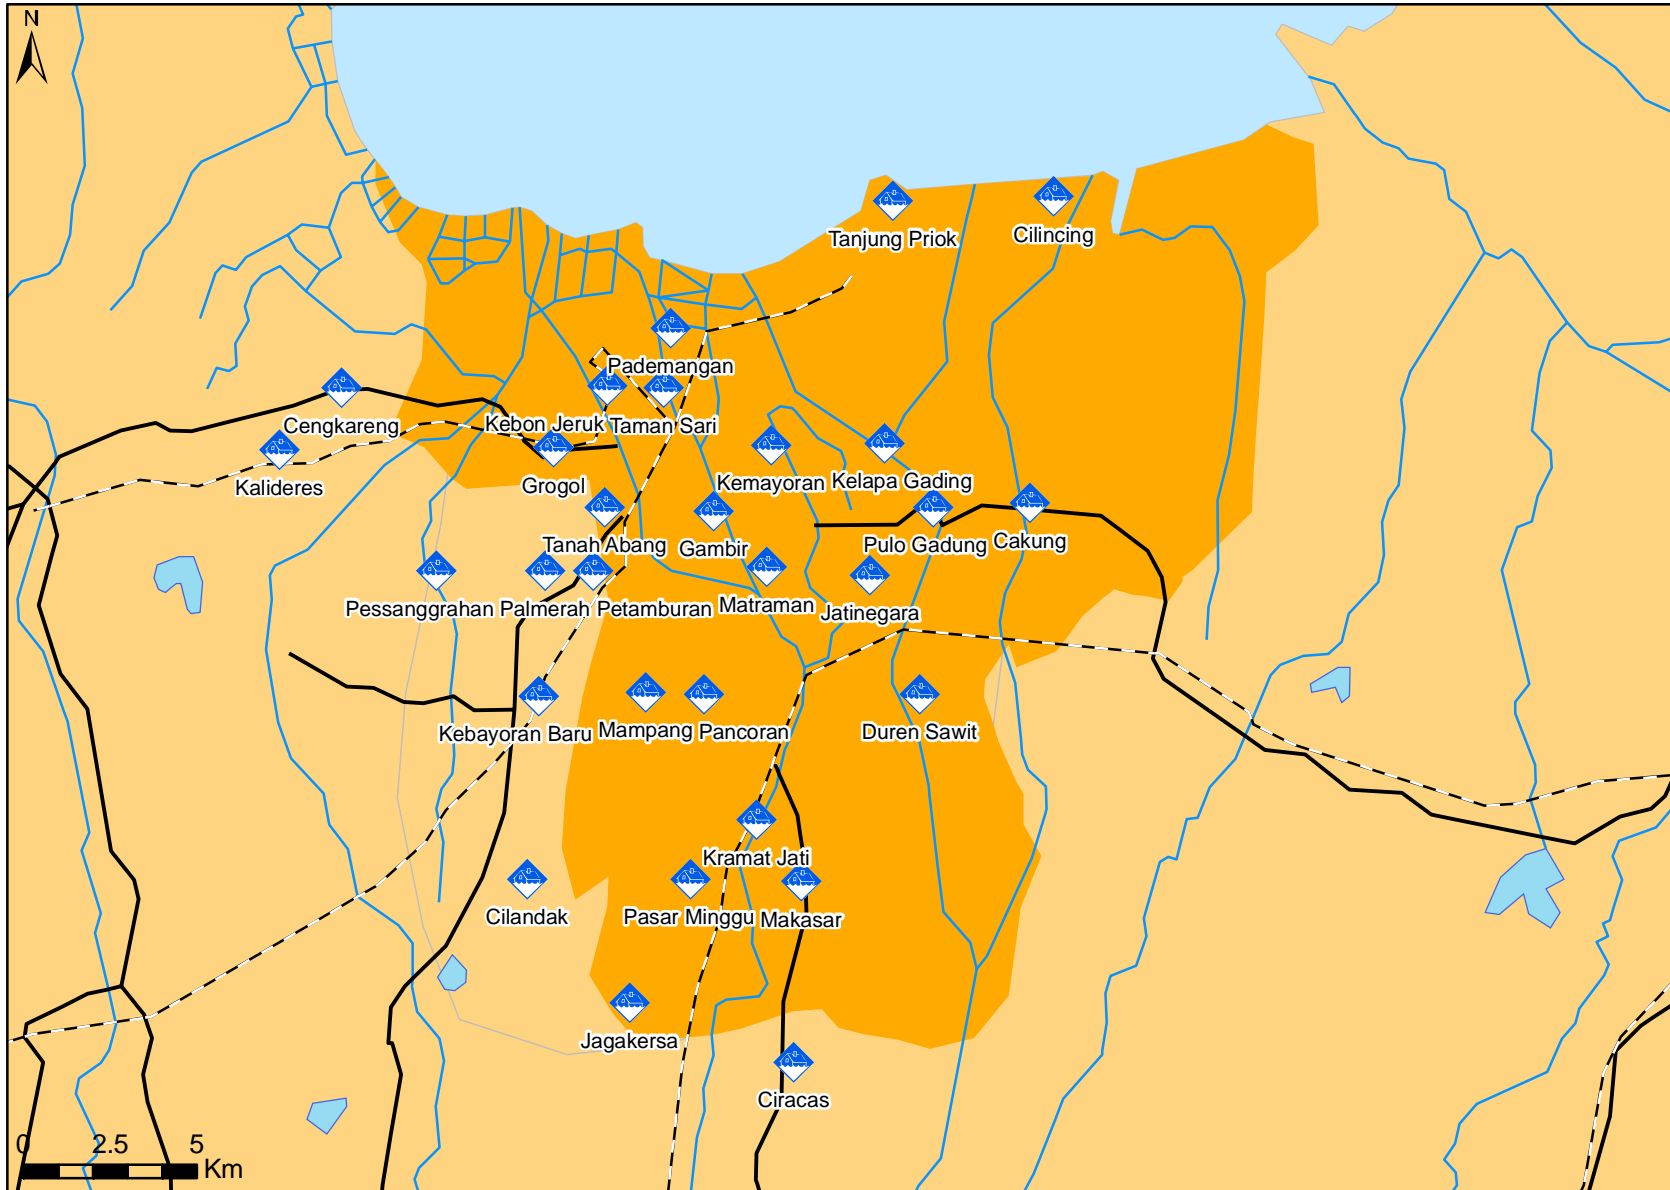 N
Tanjung Priok
Cilincing
Pademangan
Cengkareng
Kebon Jeruk
Taman Sari
Kalideres
Grogol
Kemayoran
Kelapa Gading
Tanah Abang
Gambir
Pulo Gadung
Cakung
Pessanggrahan
Palmerah
Petamburan
Matraman
Jatinegara
Kebayoran Baru
Mampang
Pancoran
Duren Sawit
Kramat Jati
Cilandak
Pasar Minggu
Makasar
Jagakersa
Ciracas
0 2.5 5
Km